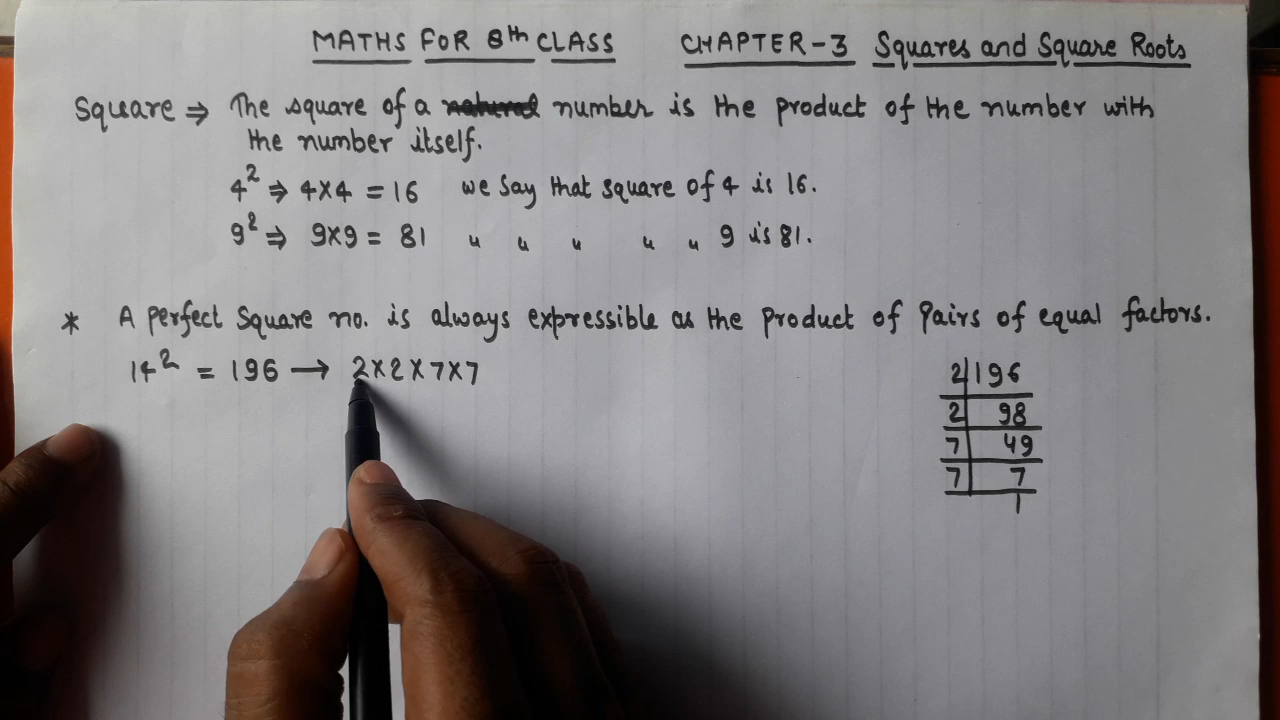 MATHS FOR 8th CLASS CHAPTER-3 Squares and Square Roots
Square ⇒ The square of a natural number is the product of the number with
the number itself.
4² ⇒ 4×4 = 16 we say that square of 4 is 16.
9² ⇒ 9×9 = 81 " " " " " 9 is 81.
* A perfect Square no. is always expressible as the product of Pairs of equal factors.
14² = 196 → 2×2×7×7
2 196
2 98
7 49
7 7
1